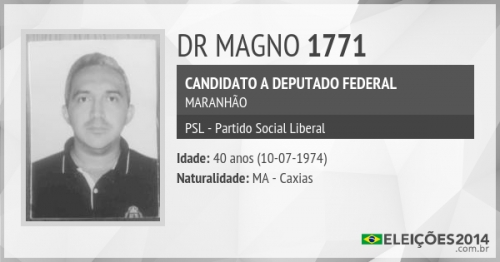 DR MAGNO 1771
CANDIDATO A DEPUTADO FEDERAL
MARANHÃO
PSL - Partido Social Liberal
Idade: 40 anos (10-07-1974)
Naturalidade: MA - Caxias
ELEIÇÕES2014
.com.br